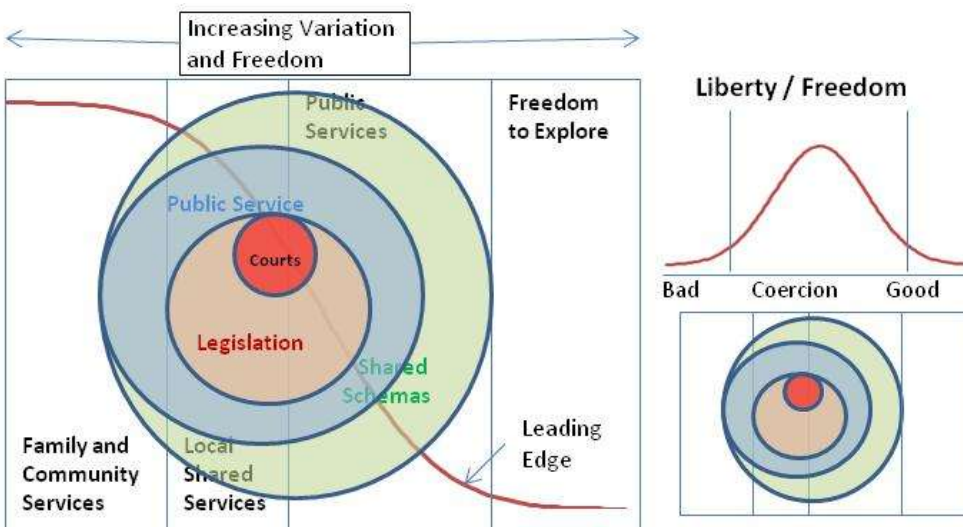 Increasing Variation
and Freedom
Public
Services
Freedom
to Explore
Public Service
Courts
Legislation
Shared
Schemas
Family and
Community
Services
Local
Shared
Services
Leading
Edge
Liberty / Freedom
Bad
Coercion
Good